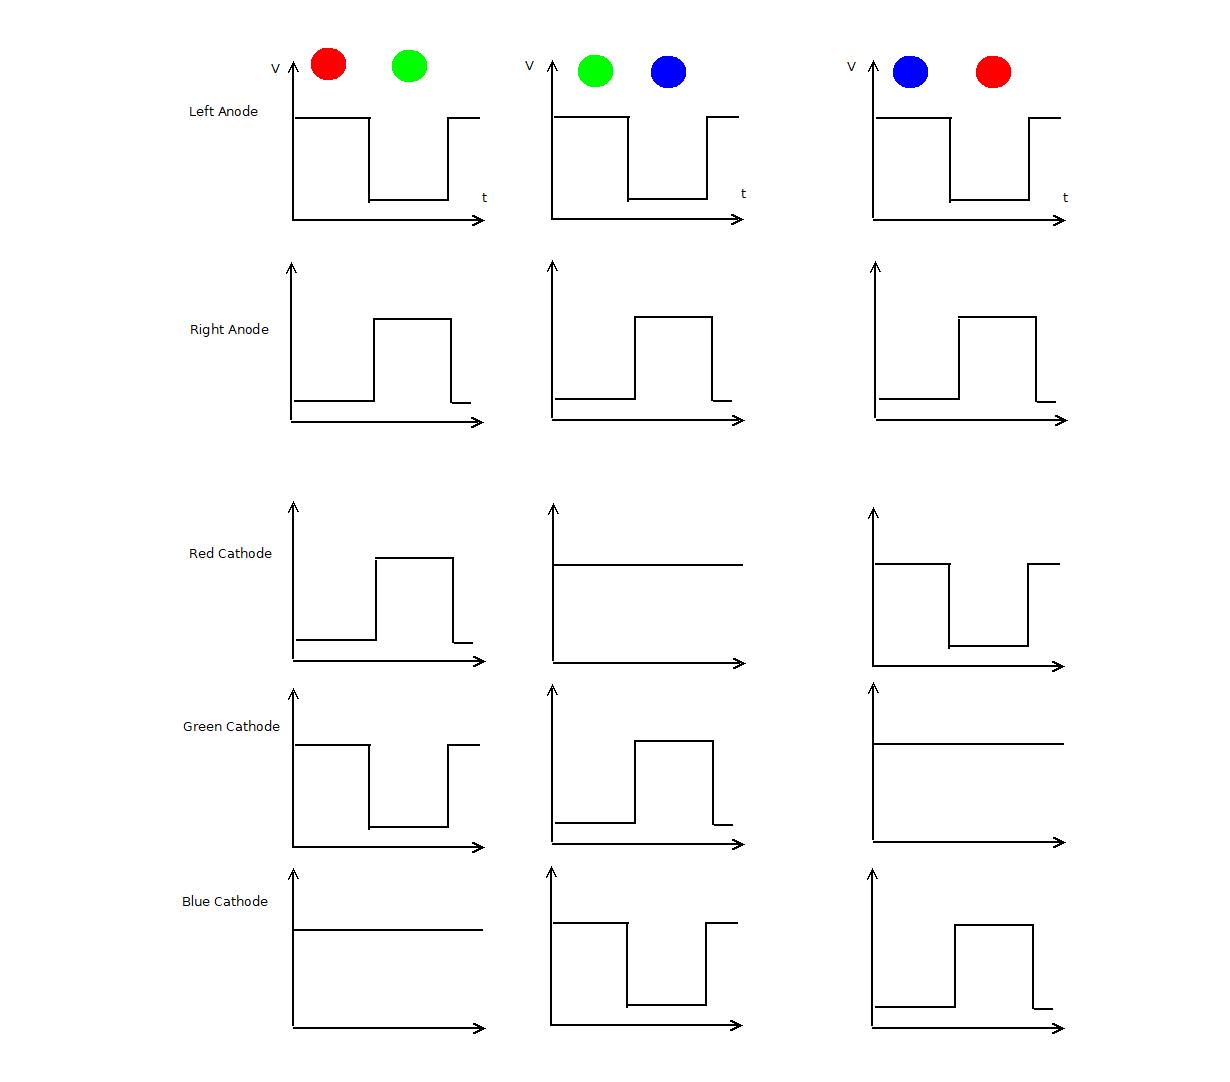 V
V
V
Left Anode
t
t
t
Right Anode
Red Cathode
Green Cathode
Blue Cathode